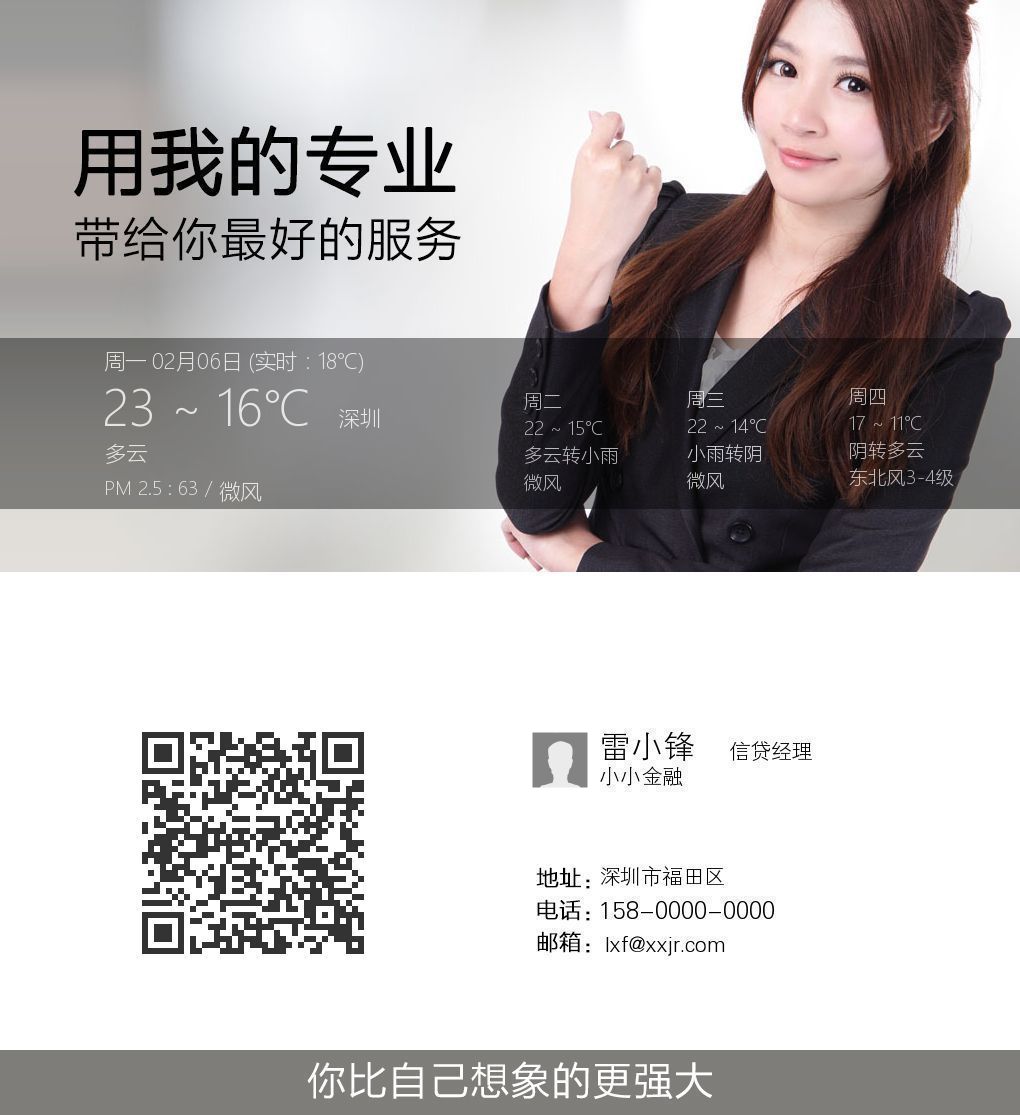 用我的专业
带给你最好的服务
周一 02月06日 (实时：18℃)
23 ~ 16℃ 深圳
多云
PM 2.5 : 63 / 微风
周二
22 ~ 15℃
多云转小雨
微风
周三
22 ~ 14℃
小雨转阴
微风
周四
17 ~ 11℃
阴转多云
东北风3-4级
雷小锋 信贷经理
小小金融
地址：深圳市福田区
电话：158-0000-0000
邮箱：lxf@xxjr.com
你比自己想象的更强大